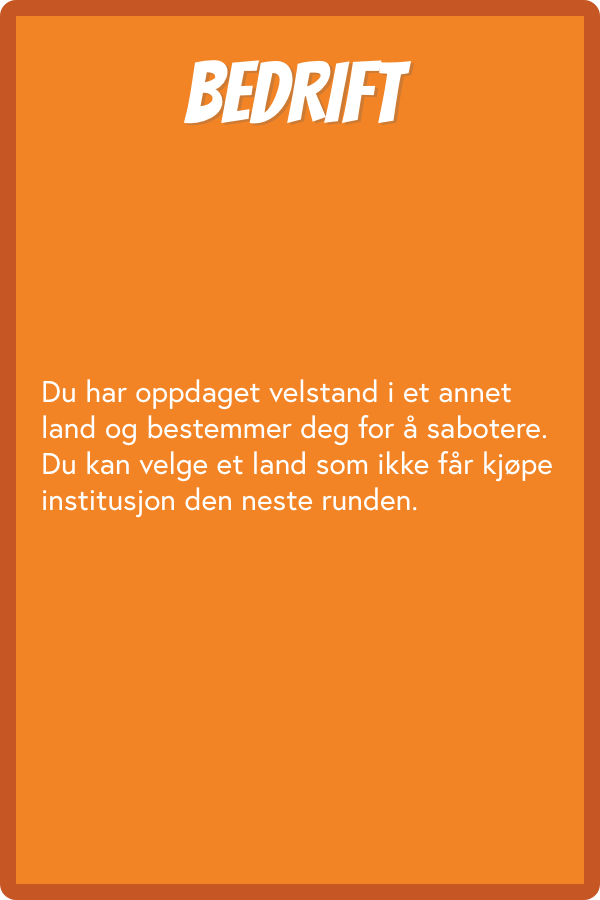 BEDRIFT
Du har oppdaget velstand i et annet
land og bestemmer deg for å sabotere.
Du kan velge et land som ikke får kjøpe
institusjon den neste runden.